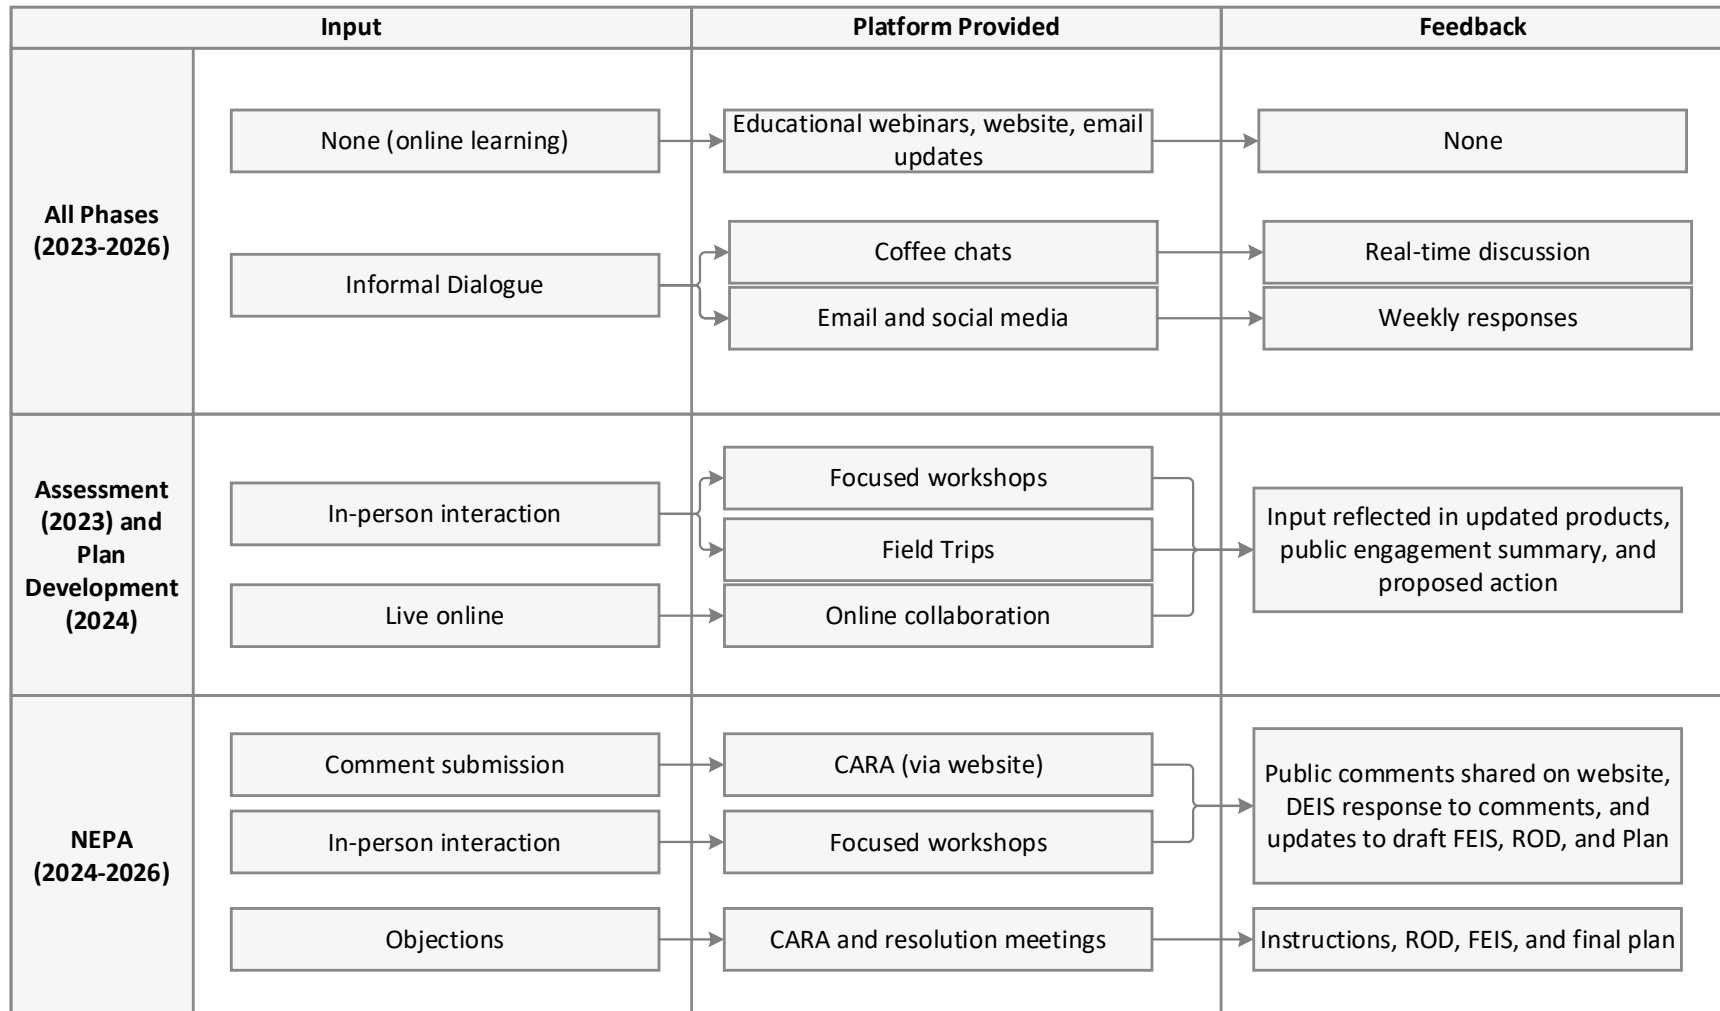 Input
Platform Provided
Feedback
All Phases
(2023-2026)
None (online learning)
Educational webinars, website, email
updates
None
Informal Dialogue
Coffee chats
Real-time discussion
Email and social media
Weekly responses
Assessment
(2023) and
Plan
Development
(2024)
In-person interaction
Focused workshops
Field Trips
Live online
Online collaboration
Input reflected in updated products,
public engagement summary, and
proposed action
NEPA
(2024-2026)
Comment submission
CARA (via website)
In-person interaction
Focused workshops
Public comments shared on website,
DEIS response to comments, and
updates to draft FEIS, ROD, and Plan
Objections
CARA and resolution meetings
Instructions, ROD, FEIS, and final plan